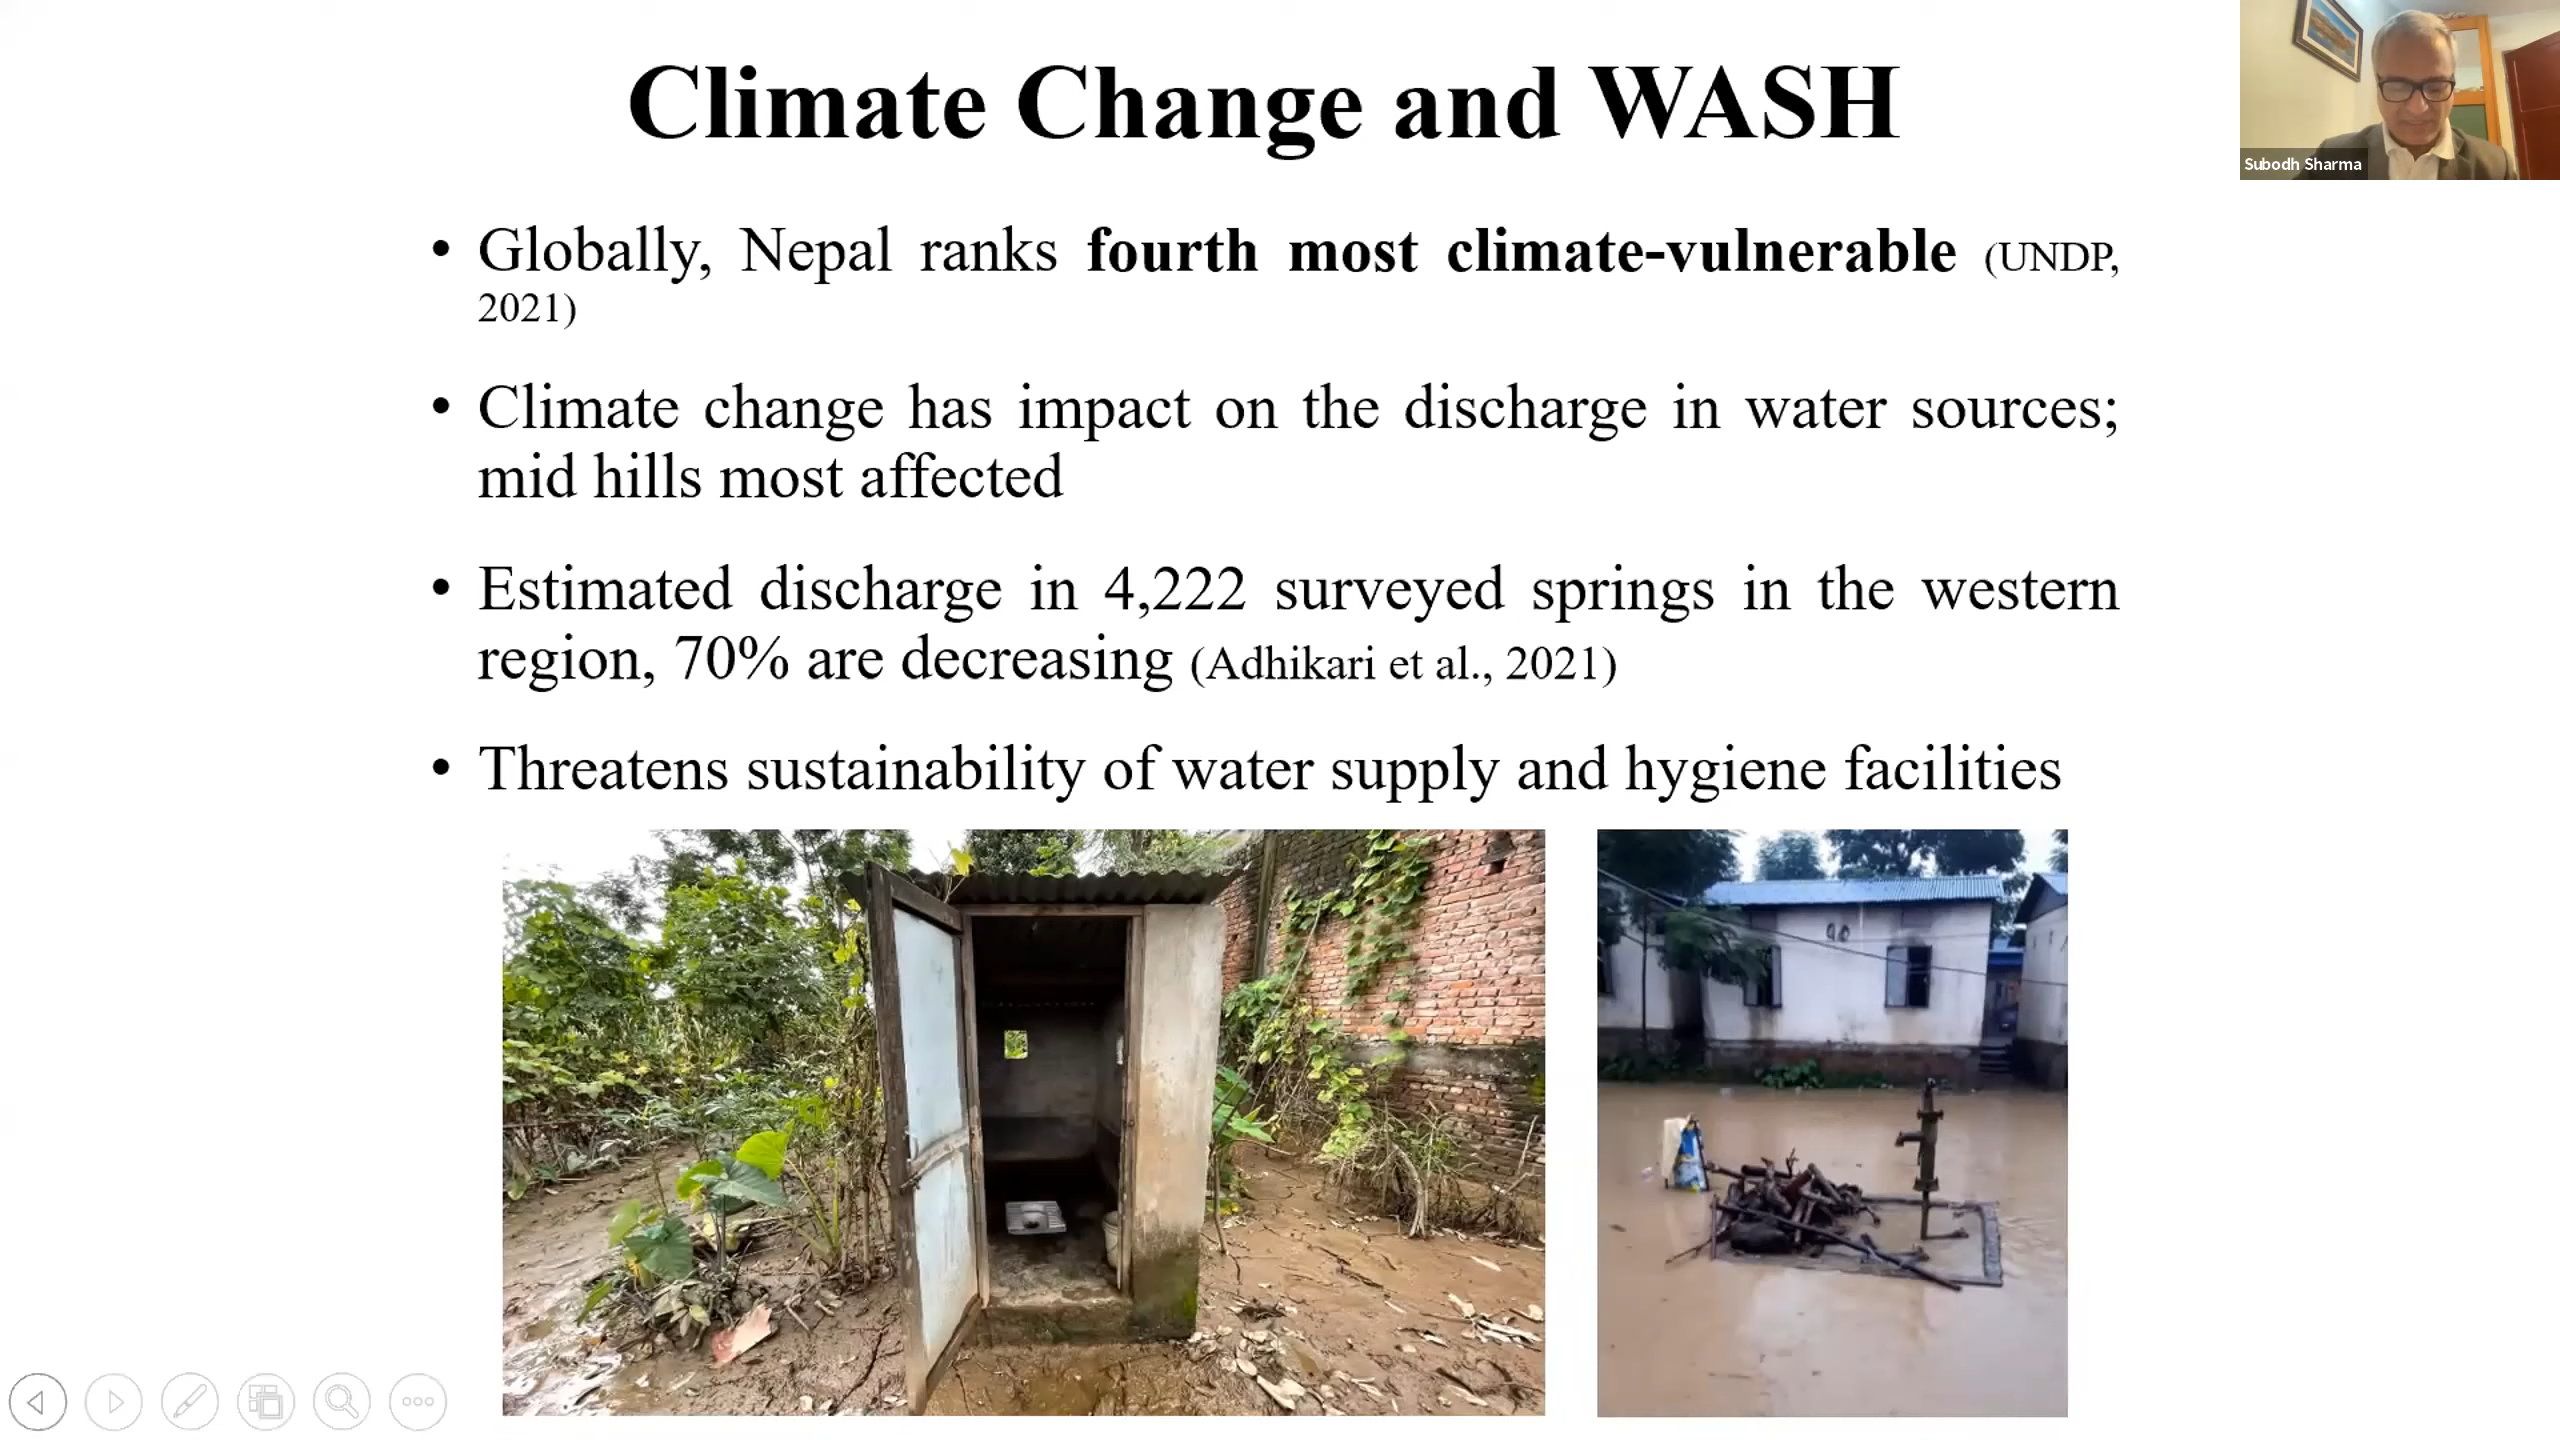 Climate Change and WASH
Subodh Sharma
• Globally, Nepal ranks fourth most climate-vulnerable (UNDP,
2021)
• Climate change has impact on the discharge in water sources;
mid hills most affected
• Estimated discharge in 4,222 surveyed springs in the western
region, 70% are decreasing (Adhikari et al., 2021)
• Threatens sustainability of water supply and hygiene facilities